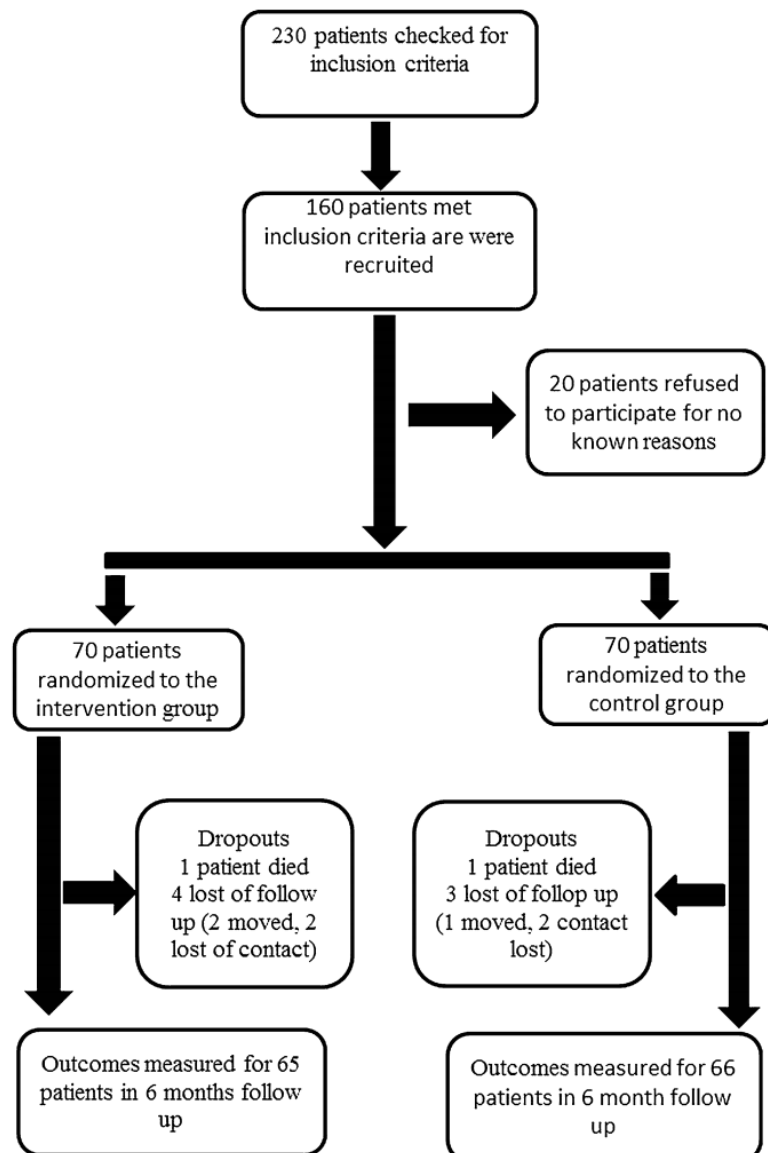 230 patients checked for
inclusion criteria
160 patients met
inclusion criteria are were
recruited
20 patients refused
to participate for no
known reasons
70 patients
randomized to the
intervention group
70 patients
randomized to the
control group
Dropouts
1 patient died
4 lost of follow
up (2 moved, 2
lost of contact)
Dropouts
1 patient died
3 lost of follop up
(1 moved, 2 contact
lost)
Outcomes measured for 65
patients in 6 months follow
up
Outcomes measured for 66
patients in 6 month follow
up